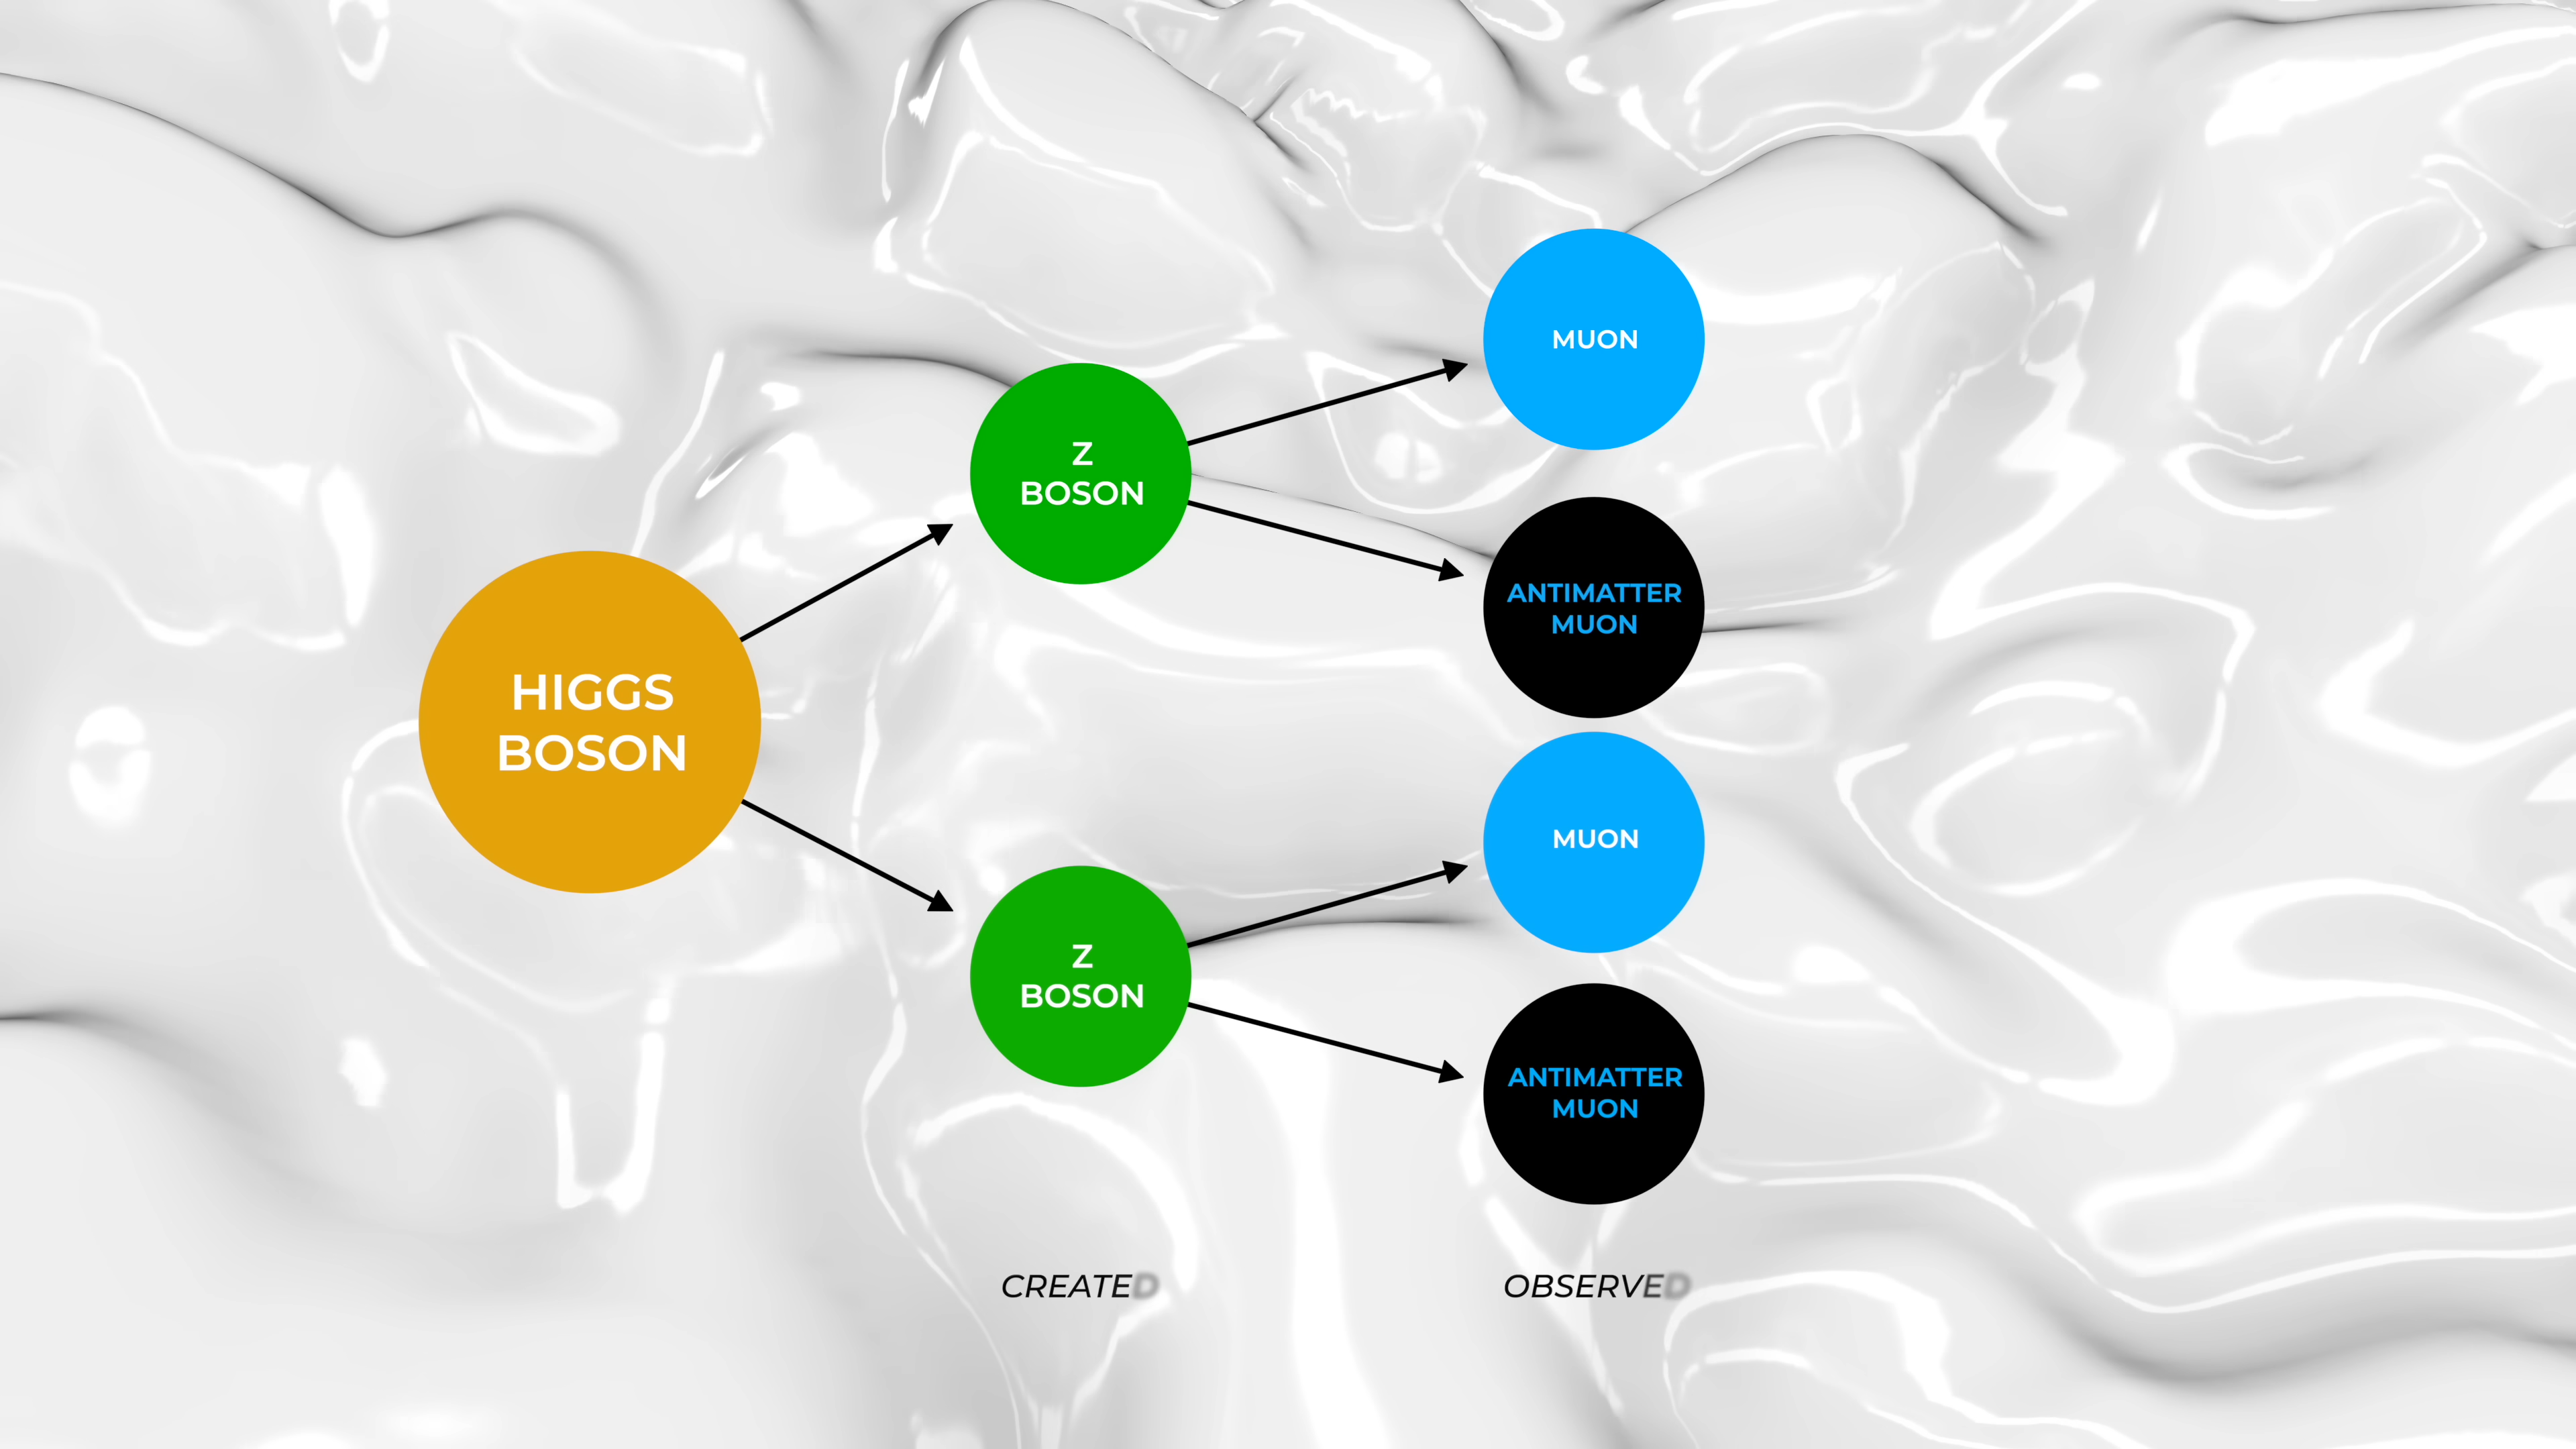 HIGGS
BOSON
Z
BOSON
Z
BOSON
MUON
ANTIMATTER
MUON
MUON
ANTIMATTER
MUON
CREATED
OBSERVED